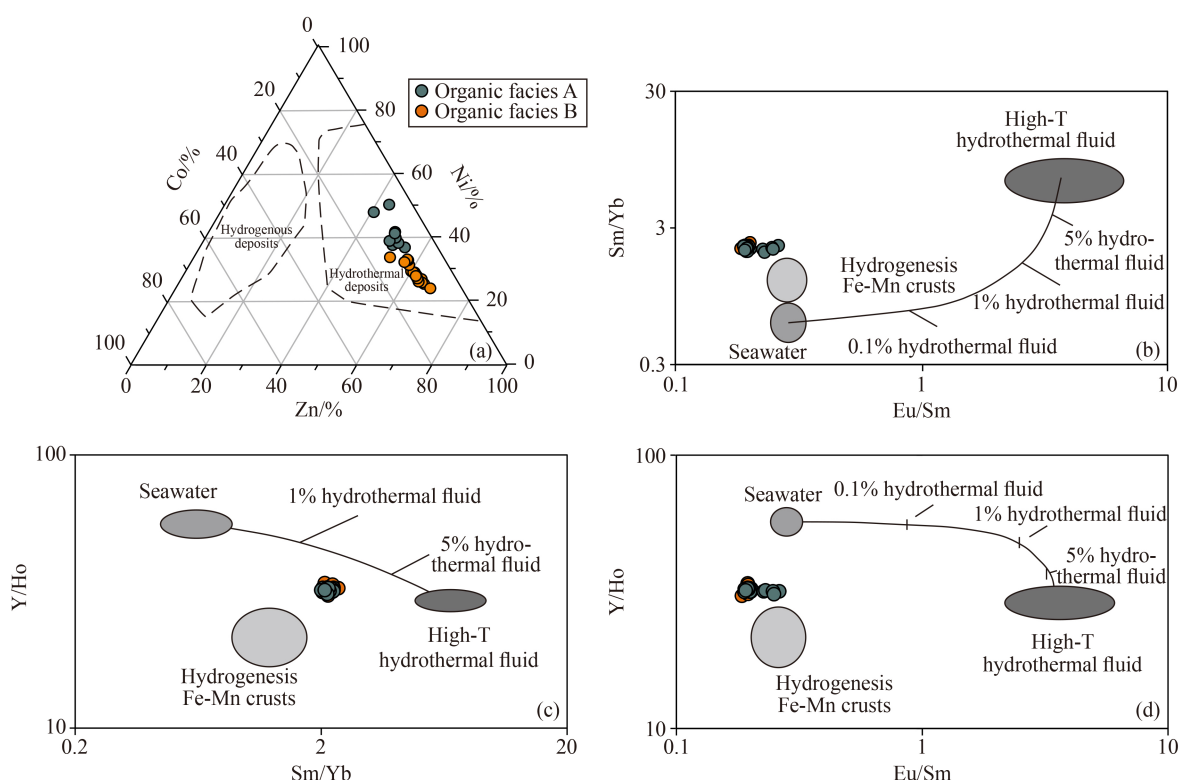 0
100
20
80
40
60
60
40
80
20
100
0
Co/%
Ni/%
Organic facies A
Organic facies B
Hydrogenous
deposits
Hydrothermal
deposits
(a)
0
20
40
60
80
100
Zn/%
30
3
0.3
Sm/Yb
High-T
hydrothermal fluid
5% hydro-
thermal fluid
Hydrogenesis
Fe-Mn crusts
1% hydrothermal fluid
Seawater
0.1% hydrothermal fluid
(b)
0.1
1
10
Eu/Sm
100
10
Y/Ho
Seawater
1% hydrothermal fluid
5% hydro-
thermal fluid
High-T
hydrothermal fluid
Hydrogenesis
Fe-Mn crusts
(c)
0.2
2
20
Sm/Yb
100
10
Y/Ho
Seawater
0.1% hydrothermal fluid
1% hydrothermal fluid
5% hydro-
thermal fluid
High-T
hydrothermal fluid
Hydrogenesis
Fe-Mn crusts
(d)
0.1
1
10
Eu/Sm